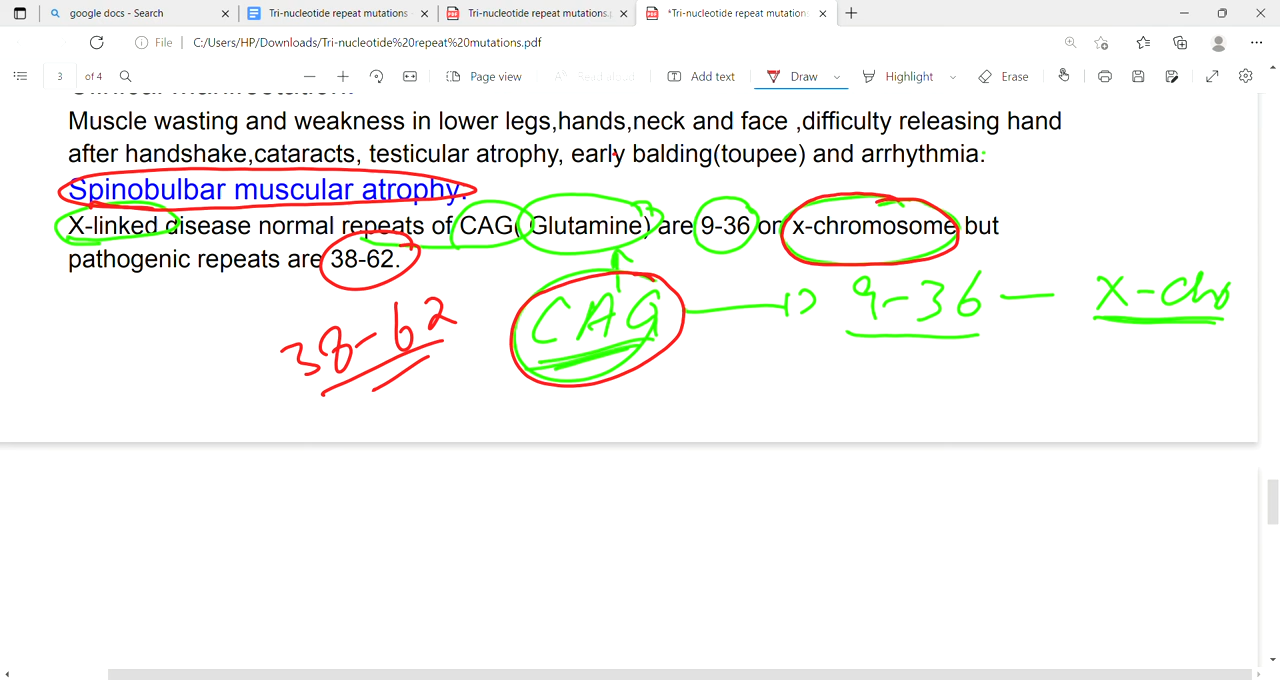 google docs - Search
Tri-nucleotide repeat mutations
Tri-nucleotide repeat mutations.p
*Tri-nucleotide repeat mutation
File
C:/Users/HP/Downloads/Tri-nucleotide%20repeat%20mutations.pdf
3 of 4
Page view
Read aloud
Add text
Draw
Highlight
Erase
Muscle wasting and weakness in lower legs,hands,neck and face ,difficulty releasing hand
after handshake,cataracts, testicular atrophy, early balding(toupee) and arrhythmia.
Spinobulbar muscular atrophy.
X-linked disease normal repeats of CAG( Glutamine) are 9-36 on x-chromosome but
pathogenic repeats are 38-62.
38-62
CAG
9-36 — X-cho